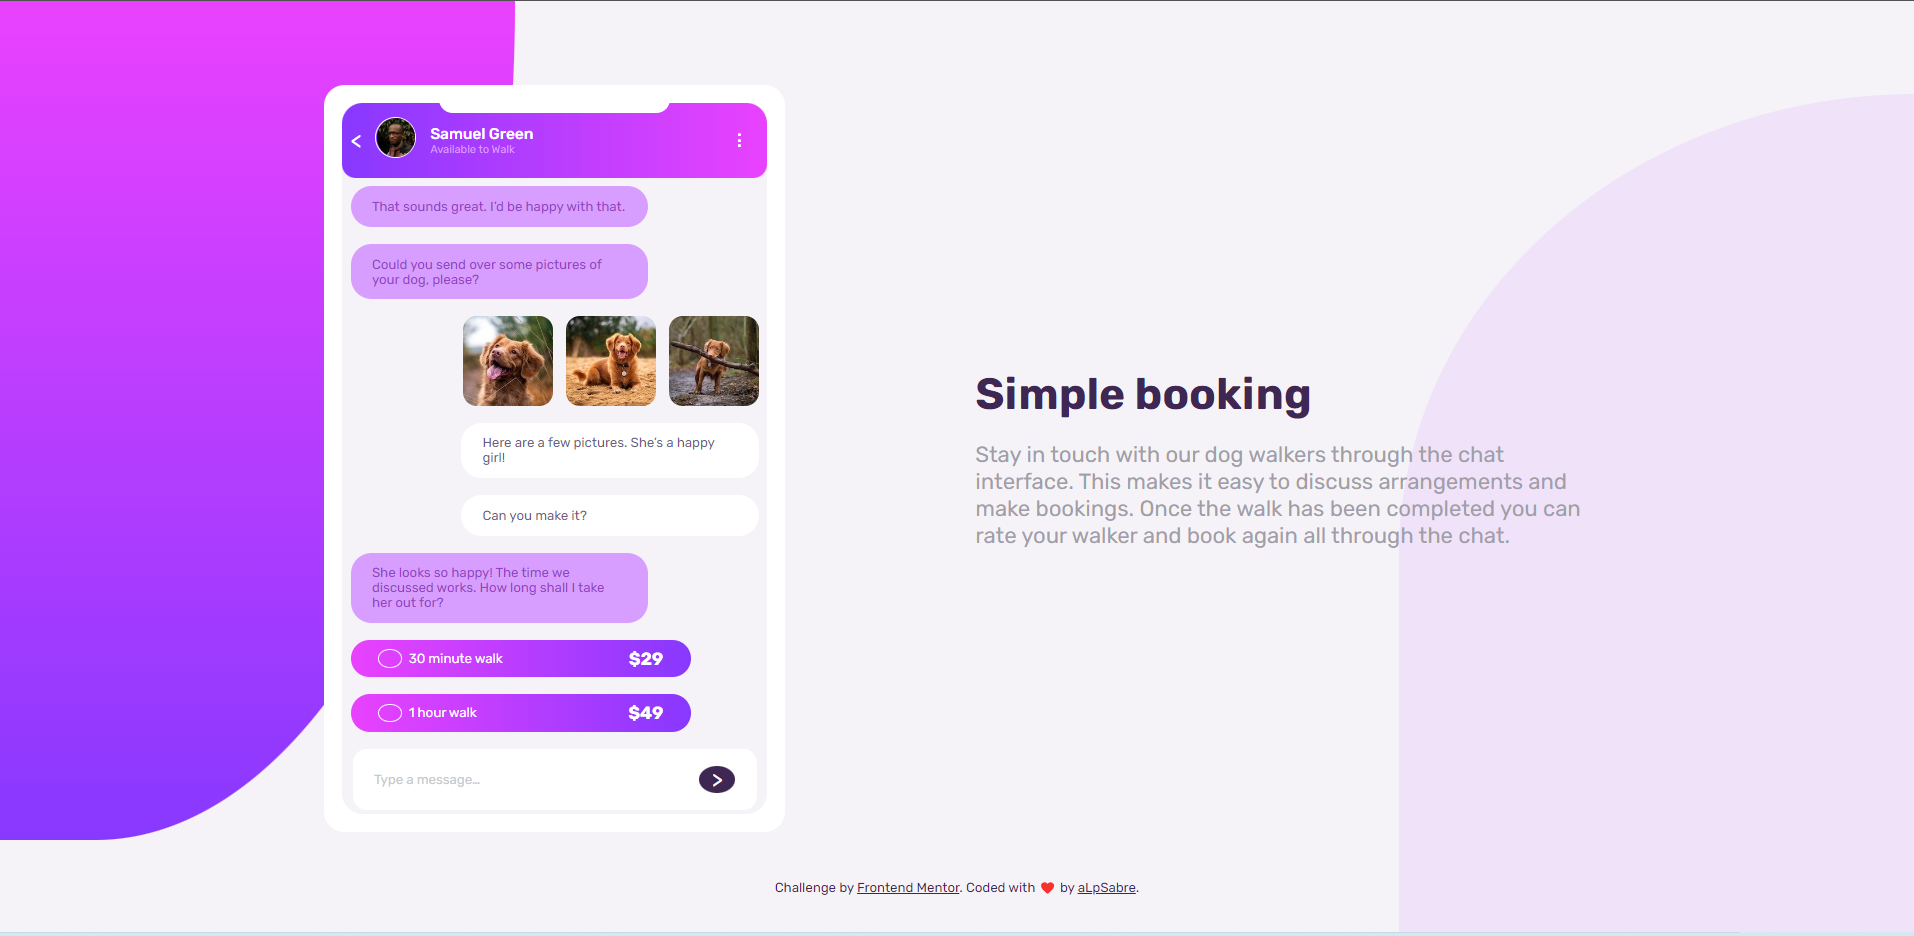 Samuel Green
Available to Walk
That sounds great. I'd be happy with that.
Could you send over some pictures of
your dog, please?
Here are a few pictures. She's a happy
girl!
Can you make it?
She looks so happy! The time we
discussed works. How long shall I take
her out for?
30 minute walk $29
1 hour walk $49
Type a message...
Simple booking
Stay in touch with our dog walkers through the chat
interface. This makes it easy to discuss arrangements and
make bookings. Once the walk has been completed you can
rate your walker and book again all through the chat.
Challenge by Frontend Mentor. Coded with ❤️ by aLpSabre.